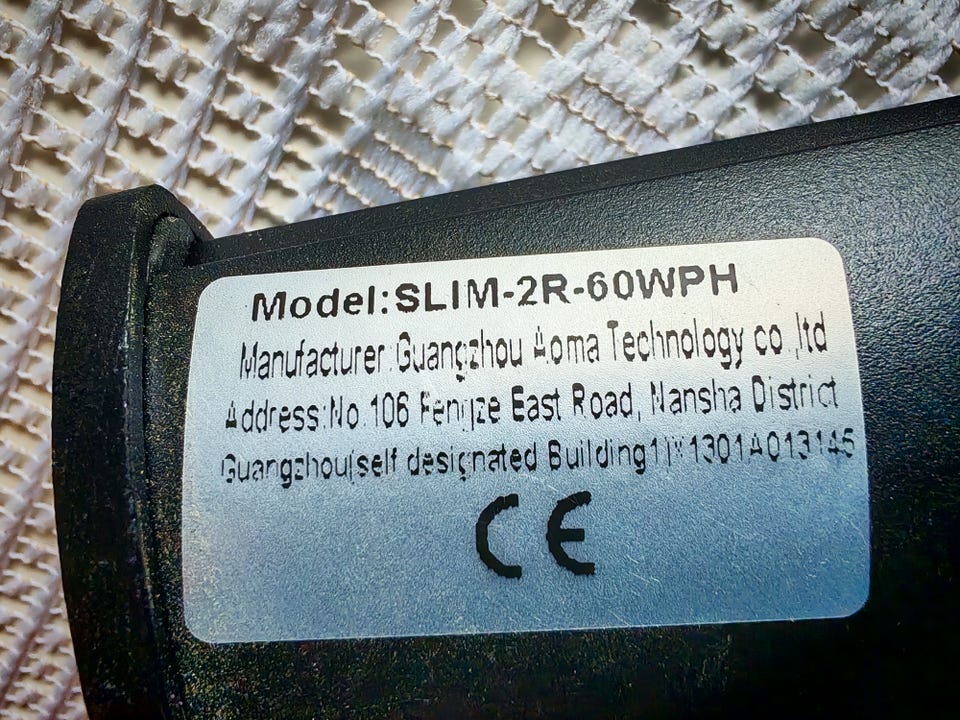 Model:SLIM-2R-60WPH
Manufacturer:Guangzhou Aoma Technology co.,ltd
Address:No.106 Fengze East Road, Nansha District
Guangzhou(self designated Building1)X1301A013145
CE